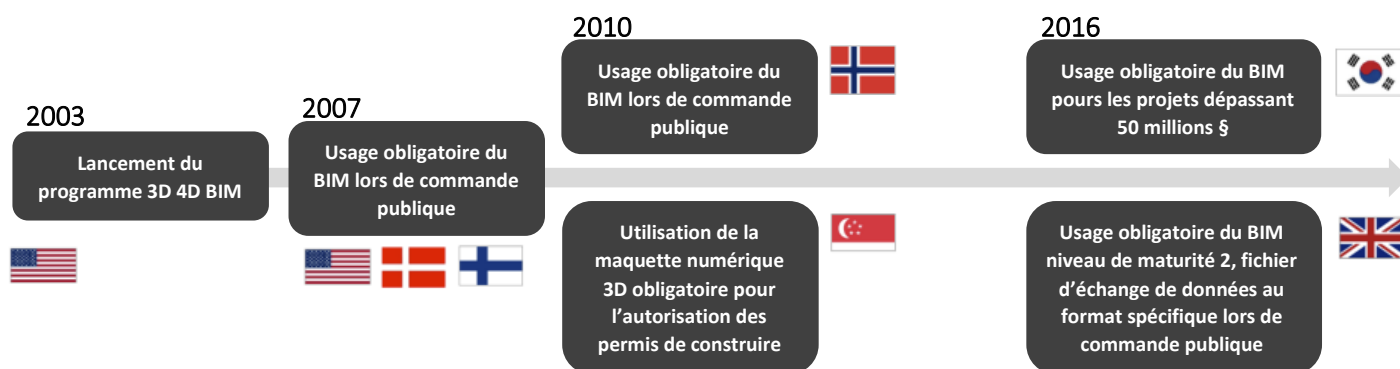 2003
Lancement du
programme 3D 4D BIM
2007
Usage obligatoire du
BIM lors de commande
publique
2010
Usage obligatoire du
BIM lors de commande
publique
Utilisation de la
maquette numérique
3D obligatoire pour
l’autorisation des
permis de construire
2016
Usage obligatoire du BIM
pours les projets dépassant
50 millions §
Usage obligatoire du BIM
niveau de maturité 2, fichier
d’échange de données au
format spécifique lors de
commande publique